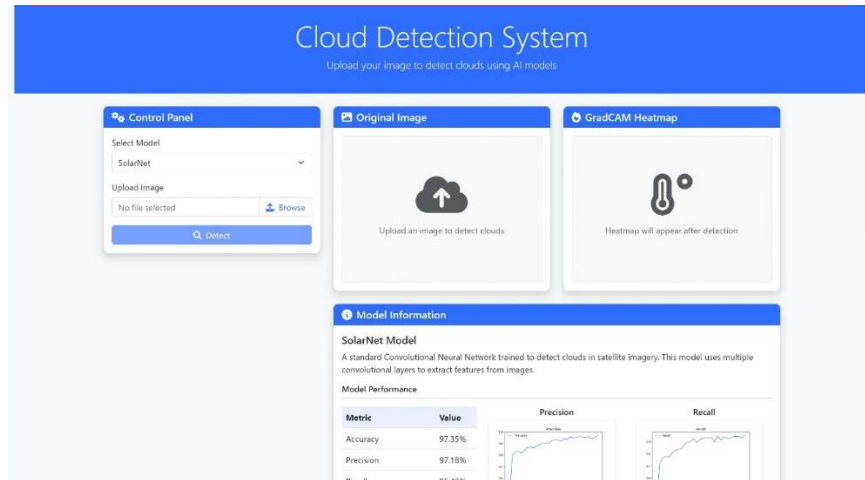 Cloud Detection System
Upload your image to detect clouds using AI models
Control Panel
Select Model
SolarNet
Upload Image
No file selected
Browse
Detect
Original Image
Upload an image to detect clouds
GradCAM Heatmap
Heatmap will appear after detection
Model Information
SolarNet Model
A standard Convolutional Neural Network trained to detect clouds in satellite imagery. This model uses multiple
convolutional layers to extract features from images.
Model Performance
Metric Value
Accuracy 97.35%
Precision 97.18%
Precision
Precision
Recall
Recall